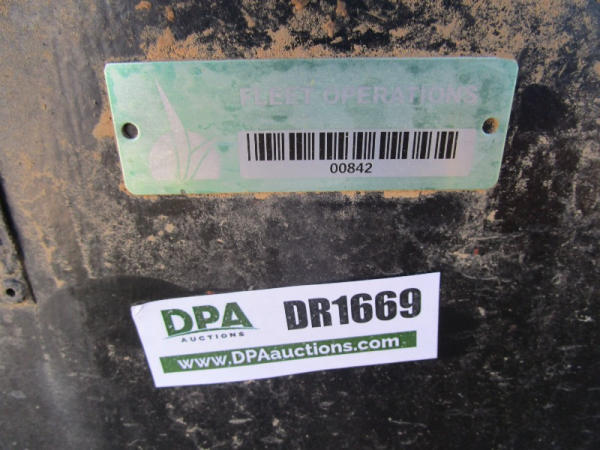 FLEET OPERATIONS
00842
DPA DR1669
AUCTIONS
www.DPAauctions.com